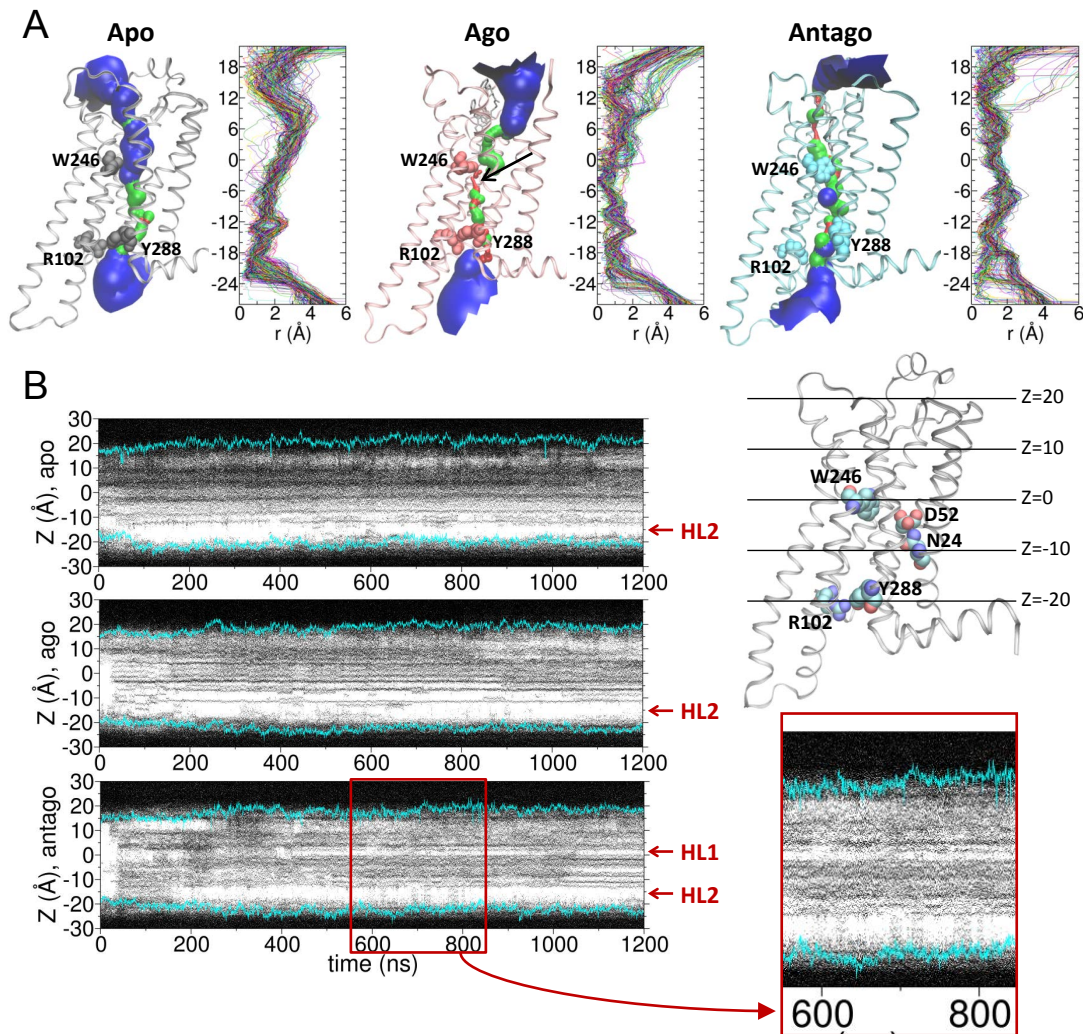 A
Apo
Ago
Antago
18
12
6
0
-6
-12
-18
-24
W246
R102
Y288
0 2 4 6
r (Å)
18
12
6
0
-6
-12
-18
-24
W246
R102
Y288
0 2 4 6
r (Å)
18
12
6
0
-6
-12
-18
-24
W246
R102
Y288
0 2 4 6
r (Å)
B
Z (Å), apo
30
20
10
0
-10
-20
-30
0 200 400 600 800 1000 1200
HL2
Z (Å), ago
30
20
10
0
-10
-20
-30
0 200 400 600 800 1000 1200
HL2
Z (Å), antago
30
20
10
0
-10
-20
-30
0 200 400 600 800 1000 1200
time (ns)
HL1
HL2
Z=20
Z=10
W246
Z=0
D52
N24
Z=-10
Y288
Z=-20
R102
600 800